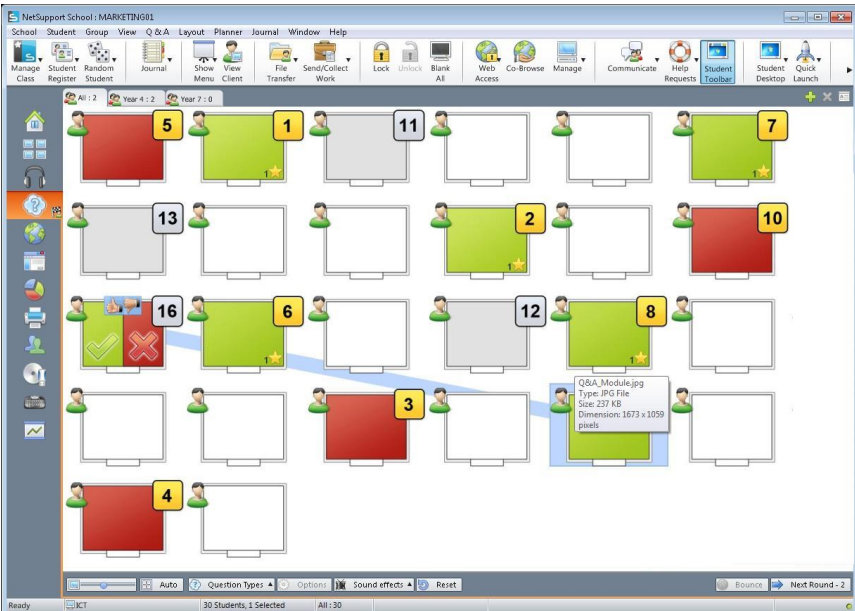 NetSupport School : MARKETING01
School Student Group View Q & A Layout Planner Journal Window Help
Manage Class
Student Register
Random Student
Journal
Show Menu
View Client
File Transfer
Send/Collect Work
Lock
Unlock
Blank All
Web Access
Co-Browse
Manage
Communicate
Help Requests
Student Toolbar
Student Desktop
Quick Launch
All : 2
Year 4 : 2
Year 7 : 0
5
1
1
11
7
1
13
2
1
10
16
6
1
12
8
1
Q&A_Module.jpg
Type: JPG File
Size: 237 KB
Dimension: 1673 x 1059
pixels
3
4
Auto
Question Types
Options
Sound effects
Reset
Bounce
Next Round - 2
Ready
ICT
30 Students, 1 Selected
All : 30